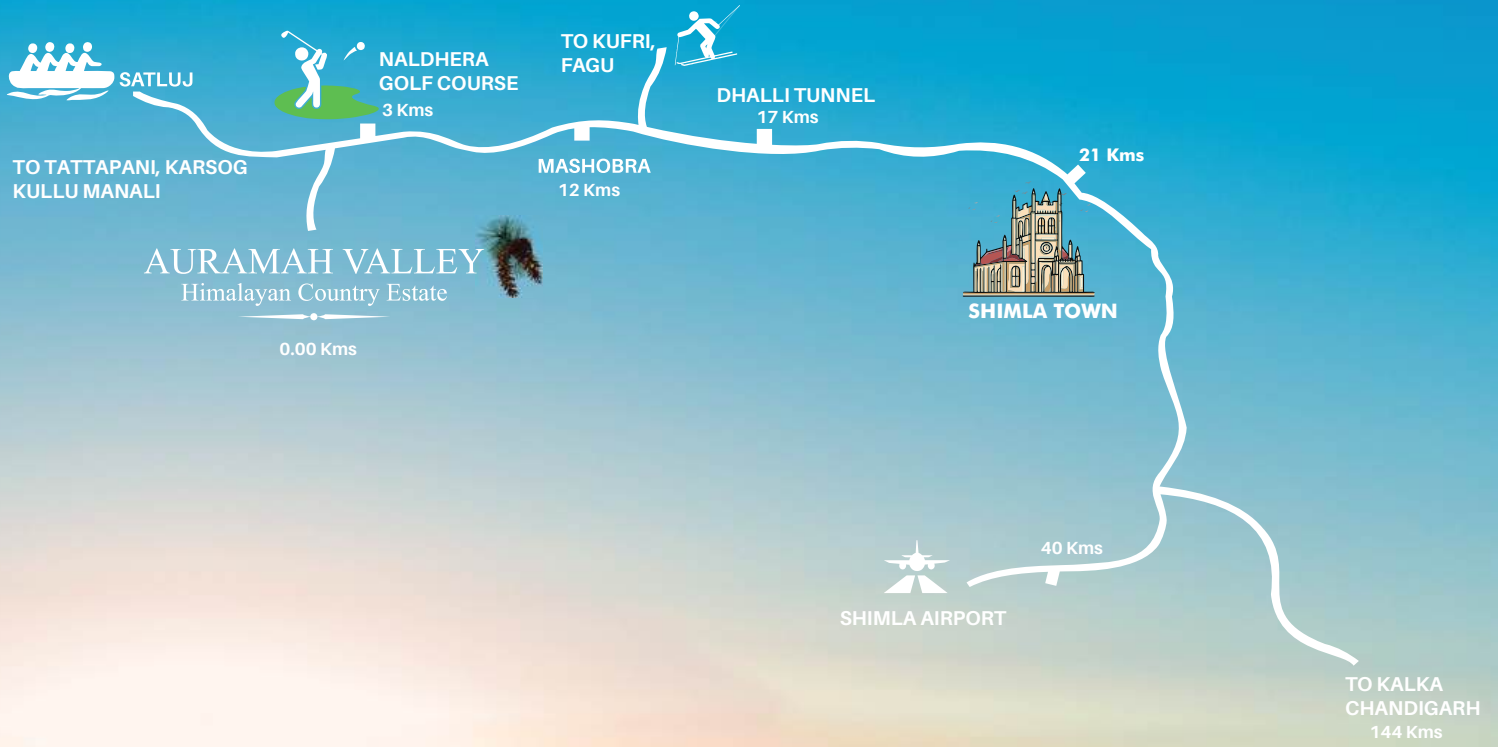 SATLUJ
TO TATTAPANI, KARSOG
KULLU MANALI
NALDHERA
GOLF COURSE
3 Kms
TO KUFRI,
FAGU
MASHOBRA
12 Kms
DHALLI TUNNEL
17 Kms
21 Kms
AURAMAH VALLEY
Himalayan Country Estate
0.00 Kms
SHIMLA TOWN
40 Kms
SHIMLA AIRPORT
TO KALKA
CHANDIGARH
144 Kms